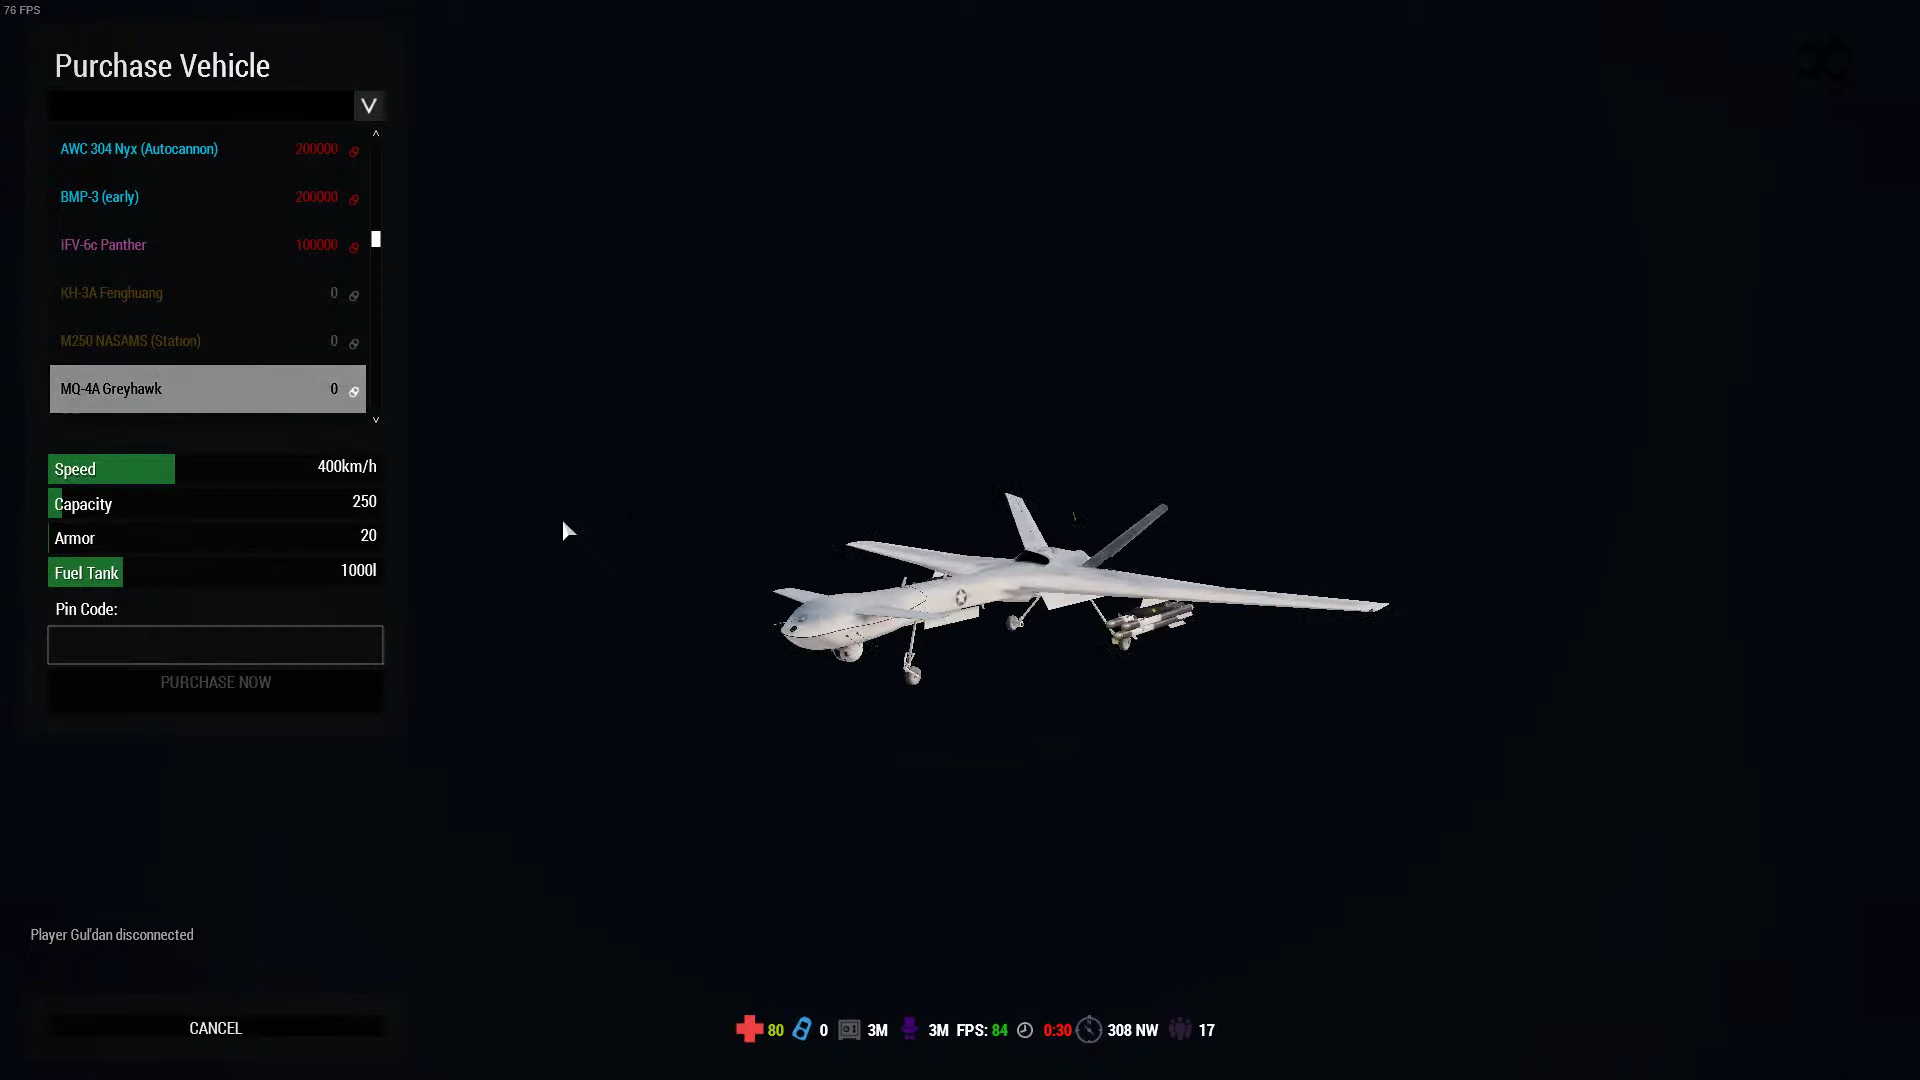 76 FPS
Purchase Vehicle
V
AWC 304 Nyx (Autocannon) 200000
BMP-3 (early) 200000
IFV-6c Panther 100000
KH-3A Fenghuang 0
M250 NASAMS (Station) 0
MQ-4A Greyhawk 0
Speed 400km/h
Capacity 250
Armor 20
Fuel Tank 1000l
Pin Code:
PURCHASE NOW
Player Gul'dan disconnected
CANCEL
80 0 3M 3M FPS: 84 0:30 308 NW 17